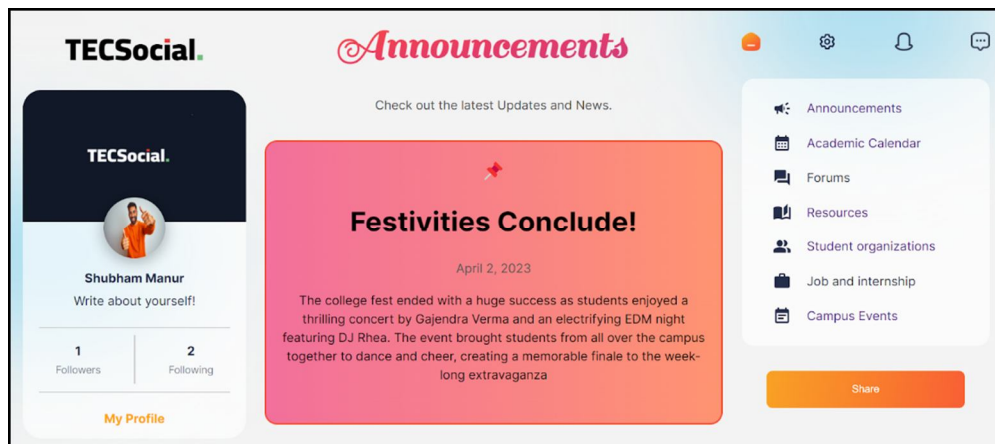 TECSocial.
TECSocial.
Shubham Manur
Write about yourself!
1
Followers
2
Following
My Profile
Announcements
Check out the latest Updates and News.
Festivities Conclude!
April 2, 2023
The college fest ended with a huge success as students enjoyed a
thrilling concert by Gajendra Verma and an electrifying EDM night
featuring DJ Rhea. The event brought students from all over the campus
together to dance and cheer, creating a memorable finale to the week-
long extravaganza
Announcements
Academic Calendar
Forums
Resources
Student organizations
Job and internship
Campus Events
Share